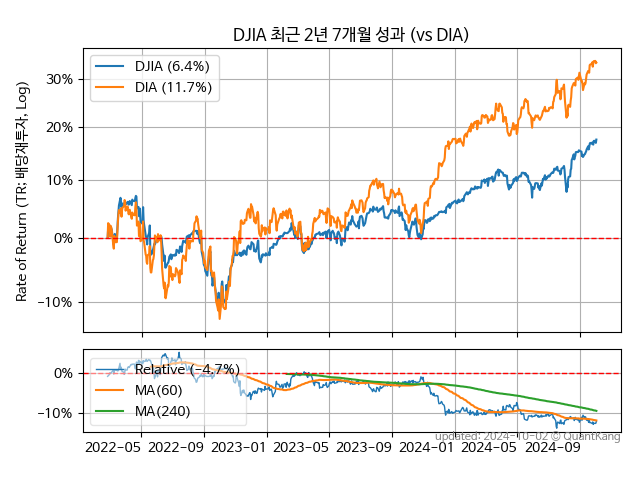 DJIA 최근 2년 7개월 성과 (vs DIA)
Rate of Return (TR: 배당재투자, Log)
DJIA (6.4%)
DIA (11.7%)
30%
20%
10%
0%
−10%
Relative (−4.7%)
MA(60)
MA(240)
0%
−10%
2022−05 2022−09 2023−01 2023−05 2023−09 2024−01 2024−05 2024−09
updated: 2024−10−02 © QuantKang